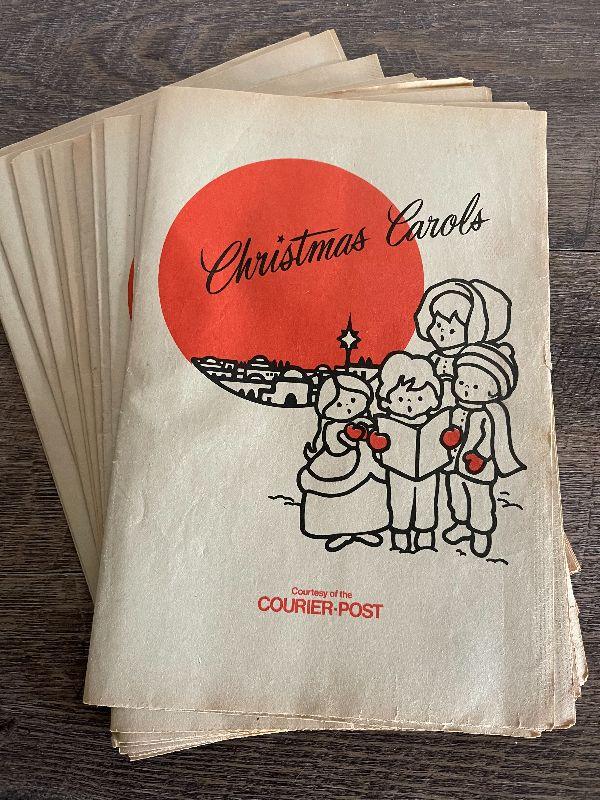 Christmas Carols
Courtesy of the
COURIER-POST